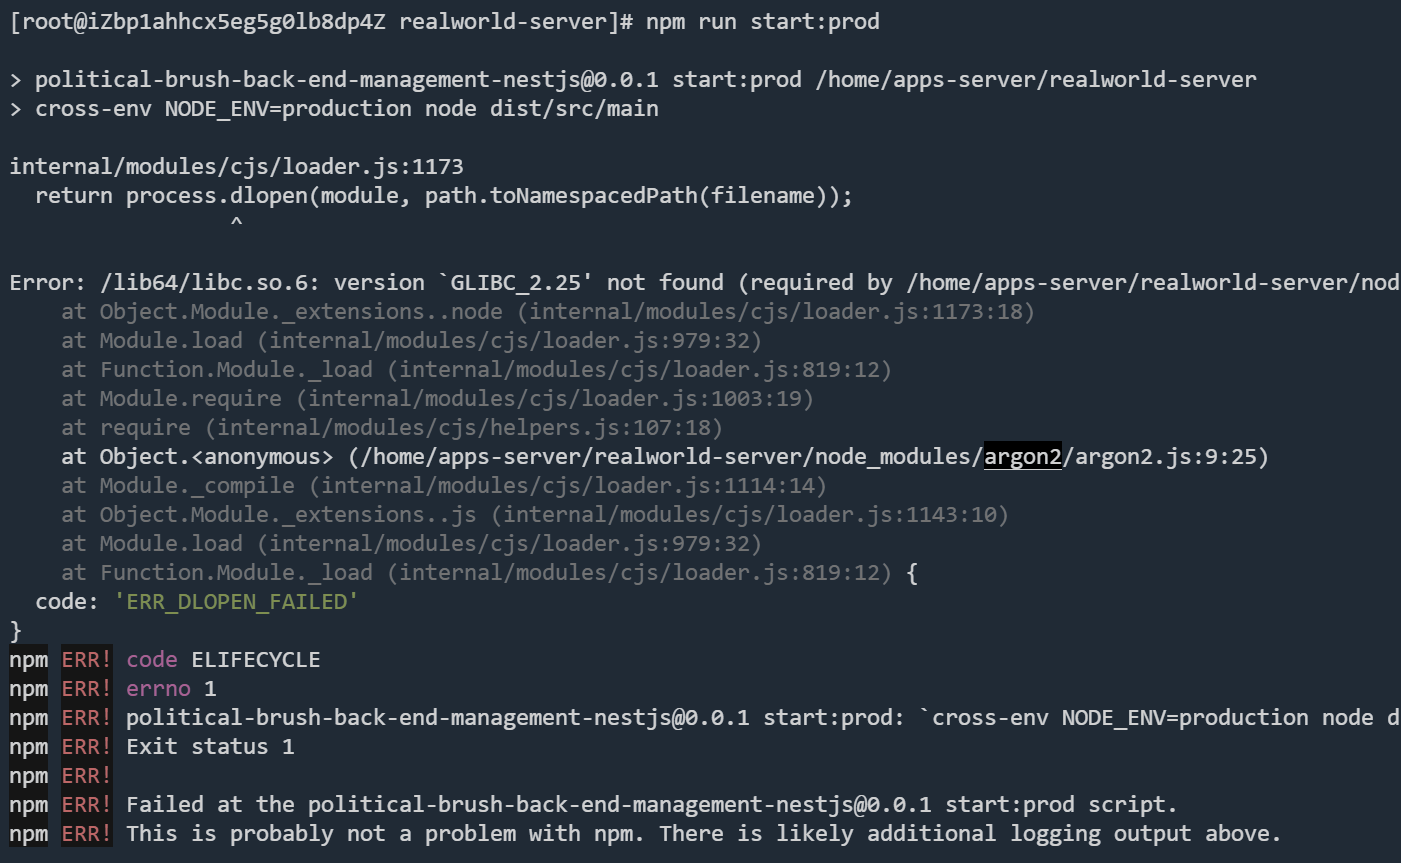 [root@iZbp1ahhcx5eg5g0lb8dp4Z realworld-server]# npm run start:prod
> political-brush-back-end-management-nestjs@0.0.1 start:prod /home/apps-server/realworld-server
> cross-env NODE_ENV=production node dist/src/main
internal/modules/cjs/loader.js:1173
return process.dlopen(module, path.toNamespacedPath(filename));
^
Error: /lib64/libc.so.6: version `GLIBC_2.25' not found (required by /home/apps-server/realworld-server/nod
at Object.Module._extensions..node (internal/modules/cjs/loader.js:1173:18)
at Module.load (internal/modules/cjs/loader.js:979:32)
at Function.Module._load (internal/modules/cjs/loader.js:819:12)
at Module.require (internal/modules/cjs/loader.js:1003:19)
at require (internal/modules/cjs/helpers.js:107:18)
at Object.<anonymous> (/home/apps-server/realworld-server/node_modules/argon2/argon2.js:9:25)
at Module._compile (internal/modules/cjs/loader.js:1114:14)
at Object.Module._extensions..js (internal/modules/cjs/loader.js:1143:10)
at Module.load (internal/modules/cjs/loader.js:979:32)
at Function.Module._load (internal/modules/cjs/loader.js:819:12) {
code: 'ERR_DLOPEN_FAILED'
}
npm ERR! code ELIFECYCLE
npm ERR! errno 1
npm ERR! political-brush-back-end-management-nestjs@0.0.1 start:prod: `cross-env NODE_ENV=production node d
npm ERR! Exit status 1
npm ERR!
npm ERR! Failed at the political-brush-back-end-management-nestjs@0.0.1 start:prod script.
npm ERR! This is probably not a problem with npm. There is likely additional logging output above.